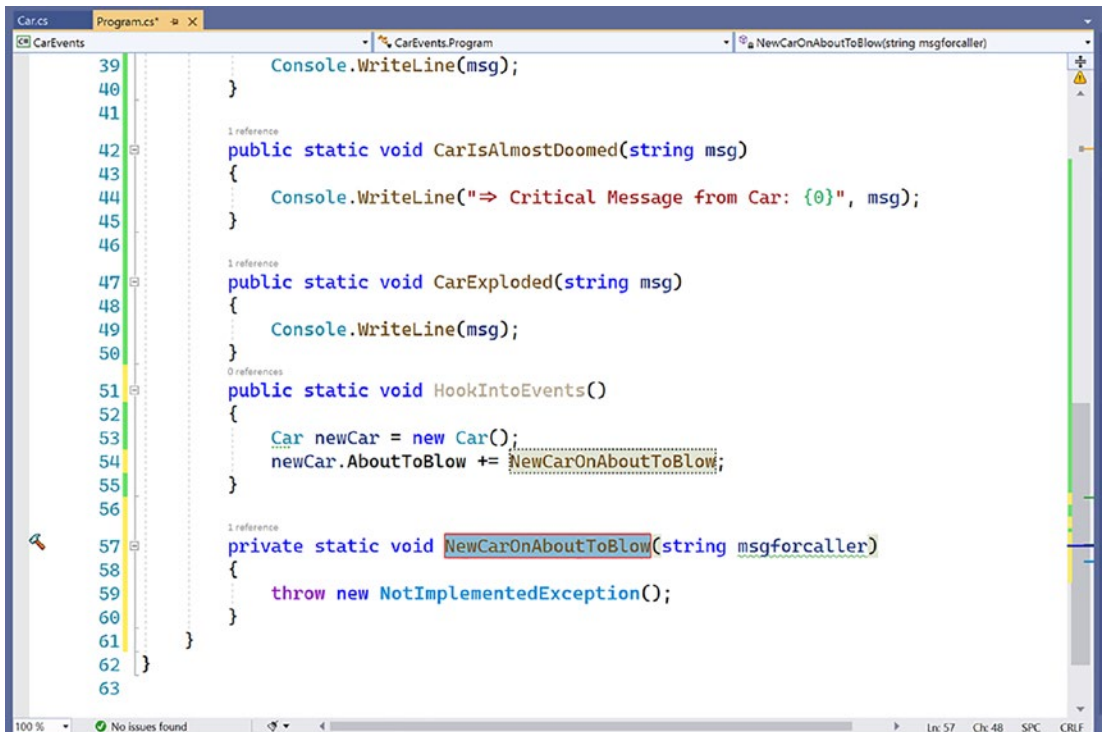 Car.cs Program.cs*
C# CarEvents CarEvents.Program NewCarOnAboutToBlow(string msgforcaller)
39 Console.WriteLine(msg);
40 }
41
1 reference
42 public static void CarIsAlmostDoomed(string msg)
43 {
44 Console.WriteLine("=> Critical Message from Car: {0}", msg);
45 }
46
1 reference
47 public static void CarExploded(string msg)
48 {
49 Console.WriteLine(msg);
50 }
0 references
51 public static void HookIntoEvents()
52 {
53 Car newCar = new Car();
54 newCar.AboutToBlow += NewCarOnAboutToBlow;
55 }
56
1 reference
57 private static void NewCarOnAboutToBlow(string msgforcaller)
58 {
59 throw new NotImplementedException();
60 }
61 }
62 }
63
100 % No issues found Ln: 57 Ch: 48 SPC CRLF